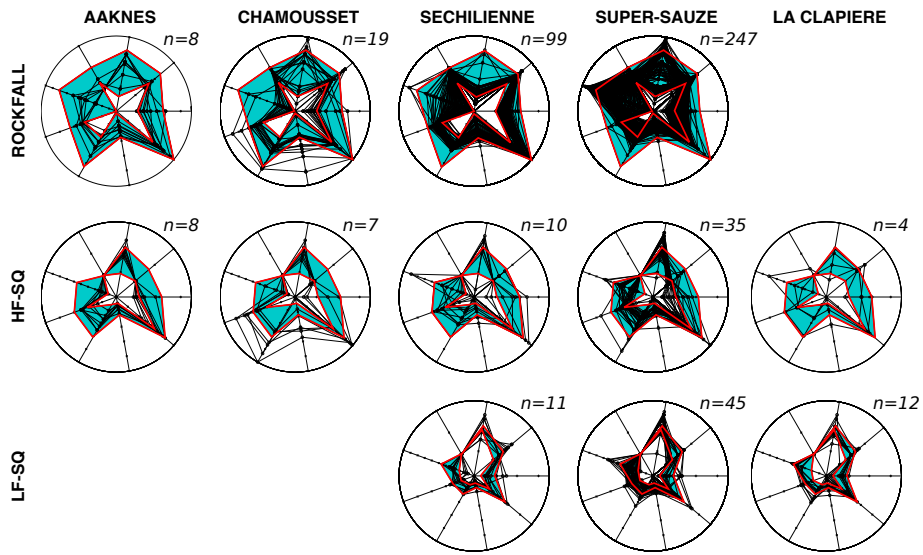 AAKNES CHAMOUSSET SECHILIENNE SUPER-SAUZE LA CLAPIERE
ROCKFALL n=8 n=19 n=99 n=247
HF-SQ n=8 n=7 n=10 n=35 n=4
LF-SQ n=11 n=45 n=12